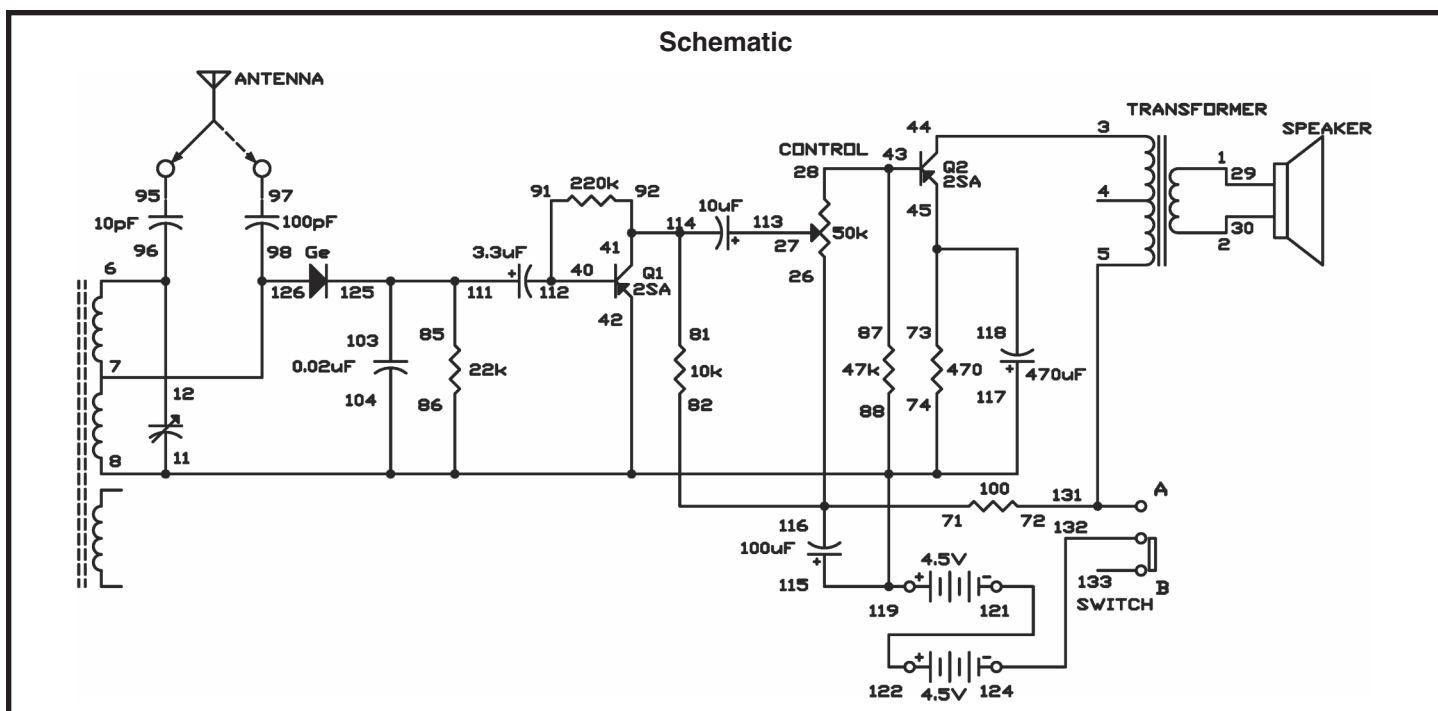 Schematic
ANTENNA
95
97
10pF
100pF
96
98
Ge
6
126
125
7
12
11
8
103
0.02uF
104
111
85
22k
86
3.3uF
+
112
91
220k
92
40
41
Q1
2SA
42
114
10uF
+
113
81
10k
82
CONTROL
28
27
50k
26
43
44
Q2
2SA
45
87
47k
88
73
470
74
118
470uF
+
117
TRANSFORMER
3
4
5
1
29
2
30
SPEAKER
100
71
72
131
A
132
133
B
SWITCH
116
100uF
+
115
4.5V
+ -
119
121
+ -
122
4.5V
124